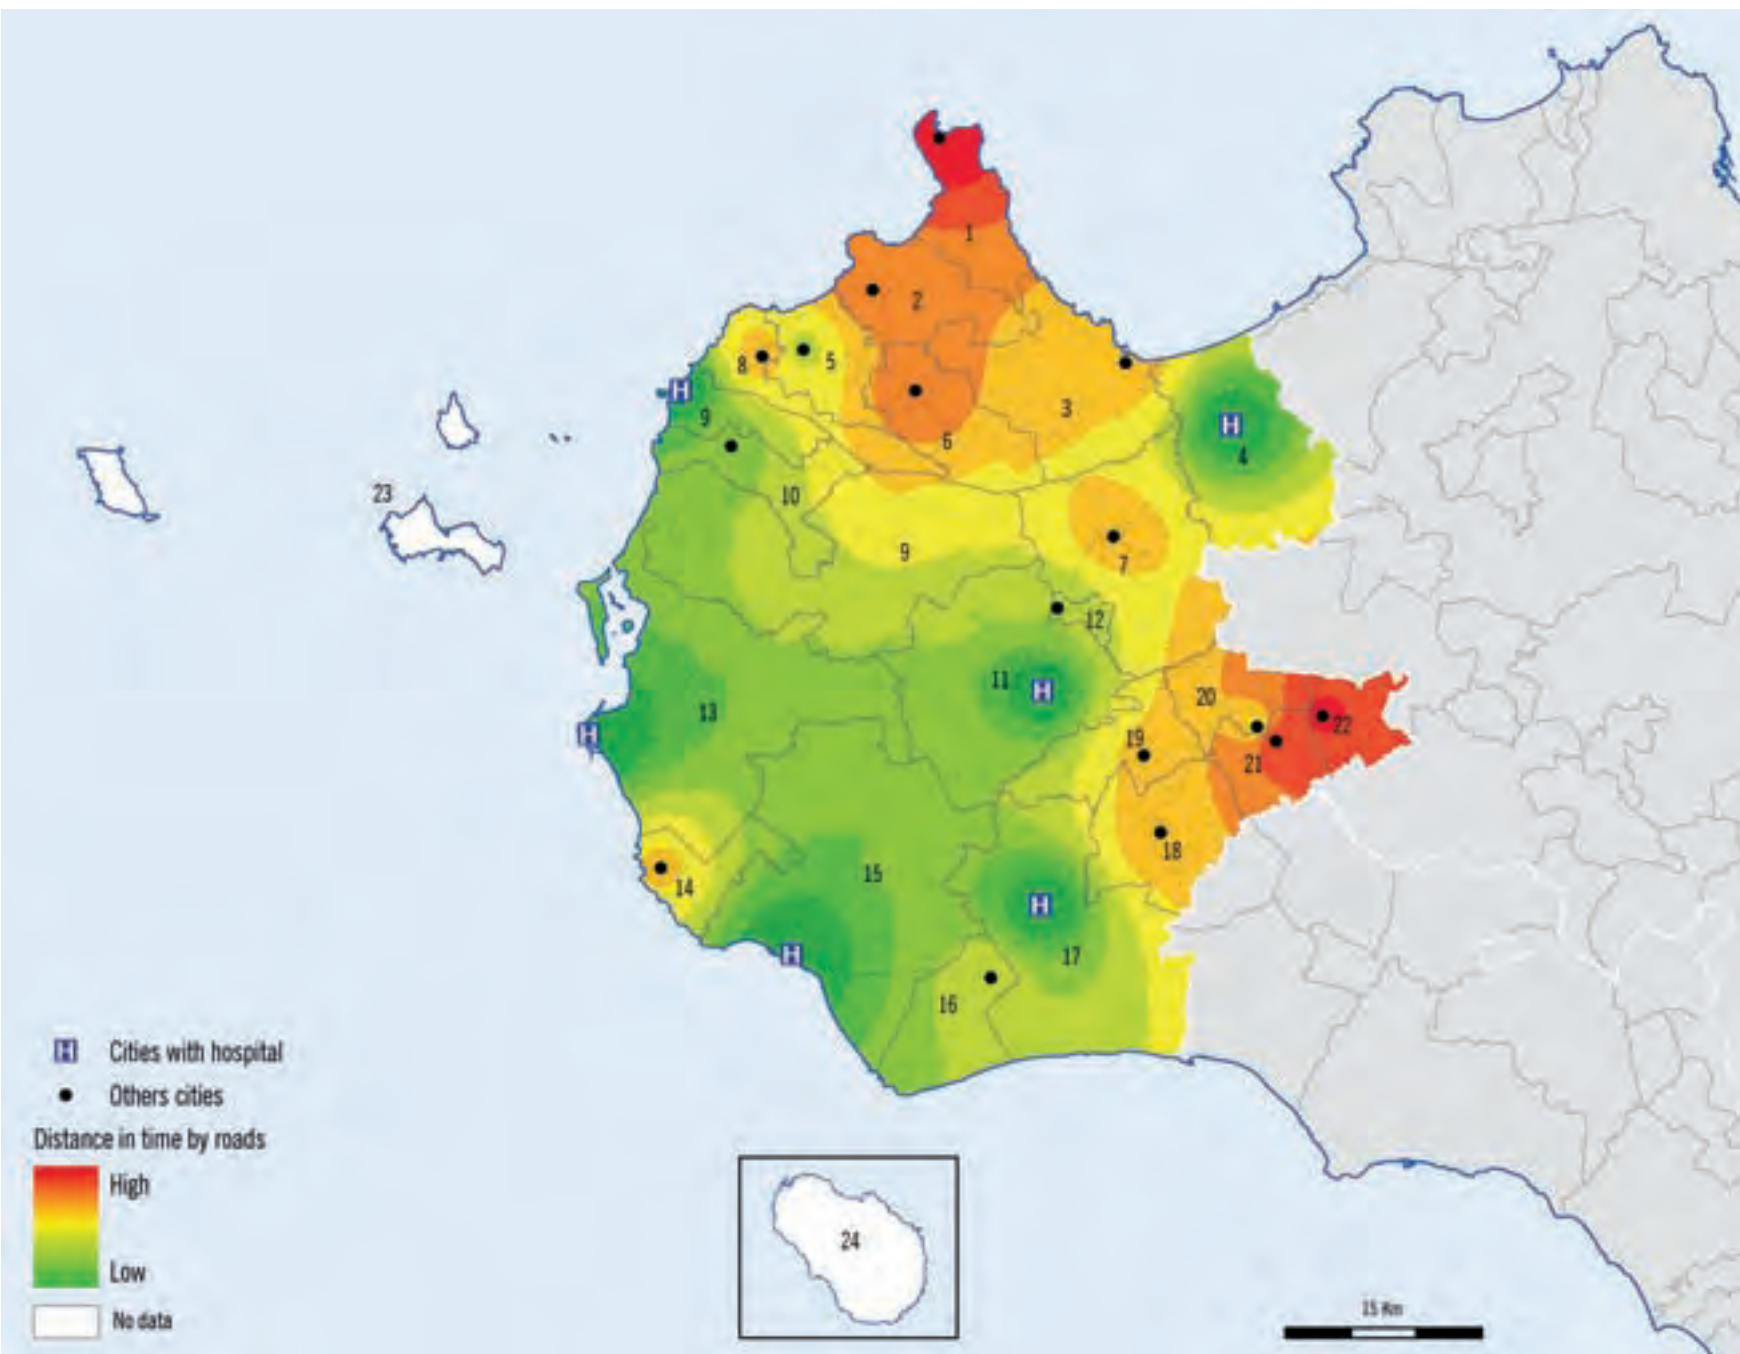 1
2
8
5
9
3
6
4
23
10
9
7
12
11
13
20
19
22
21
18
14
15
17
16
H Cities with hospital
Others cities
Distance in time by roads
High
Low
No data
24
15 Km
H
H
H
H
H
H